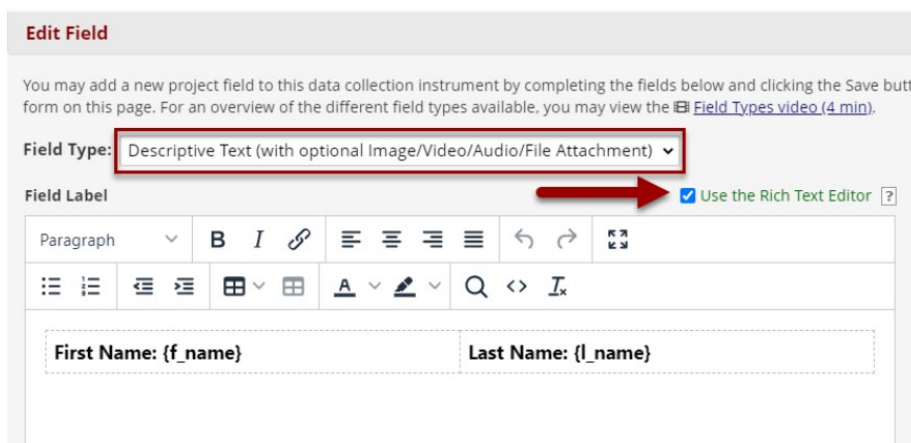 Edit Field
You may add a new project field to this data collection instrument by completing the fields below and clicking the Save
form on this page. For an overview of the different field types available, you may view the Field Types video (4 min).
Field Type: Descriptive Text (with optional Image/Video/Audio/File Attachment)
Field Label Use the Rich Text Editor ?
Paragraph B I
A
First Name: {f_name} Last Name: {l_name}